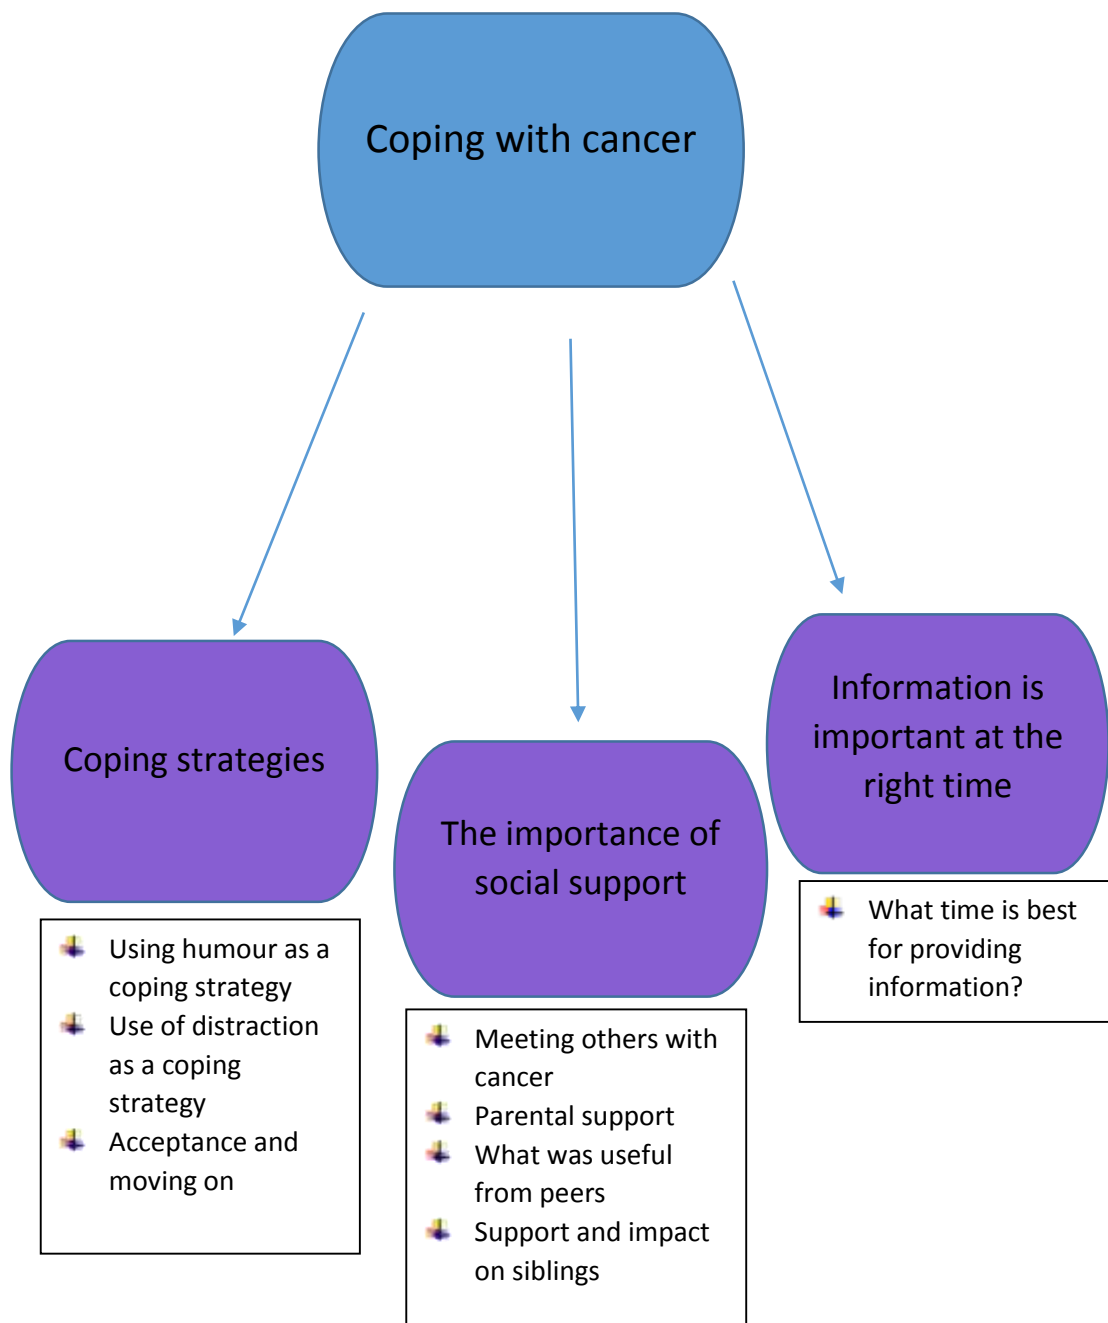 Coping with cancer
Coping strategies
Using humour as a
coping strategy
Use of distraction
as a coping
strategy
Acceptance and
moving on
The importance of
social support
Meeting others with
cancer
Parental support
What was useful
from peers
Support and impact
on siblings
Information is
important at the
right time
What time is best
for providing
information?